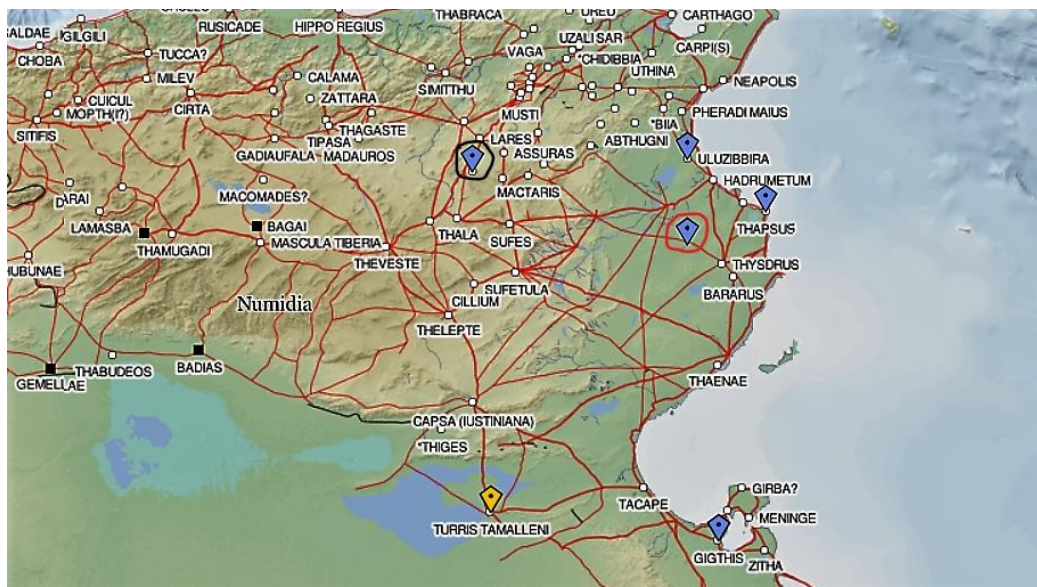 RUSICADE
HIPPO REGIUS
THABRACA
CARTHAGO
IGILGILI
UZALI SAR
CARPI(S)
CHOBA
TUCCA?
VAGA
*CHIDIBBIA
UTHINA
MILEV
CALAMA
SIMITTHU
NEAPOLIS
CUICUL
ZATTARA
MOPTH(I?)
CIRTA
MUSTI
PHERADI MAIUS
SITIFIS
THAGASTE
*BIIA
TIPASA
LARES
ABTHUGNI
GADIAUFALA
MADAUROS
ASSURAS
ULUZIBBIRA
MACOMADES?
MACTARIS
HADRUMETUM
LAMASBA
BAGAI
THAPSUS
THAMUGADI
MASCULA TIBERIA
THALA
SUFES
THEVESTE
THYSDRUS
SUFETULA
BARARUS
Numidia
CILLIUM
THELEPTE
THABUDEOS
BADIAS
THAENAE
GEMELLAE
CAPSA (IUSTINIANA)
*THIGES
TACAPE
GIRBA?
TURRIS TAMALLENI
MENINGE
GIGTHIS
ZITHA